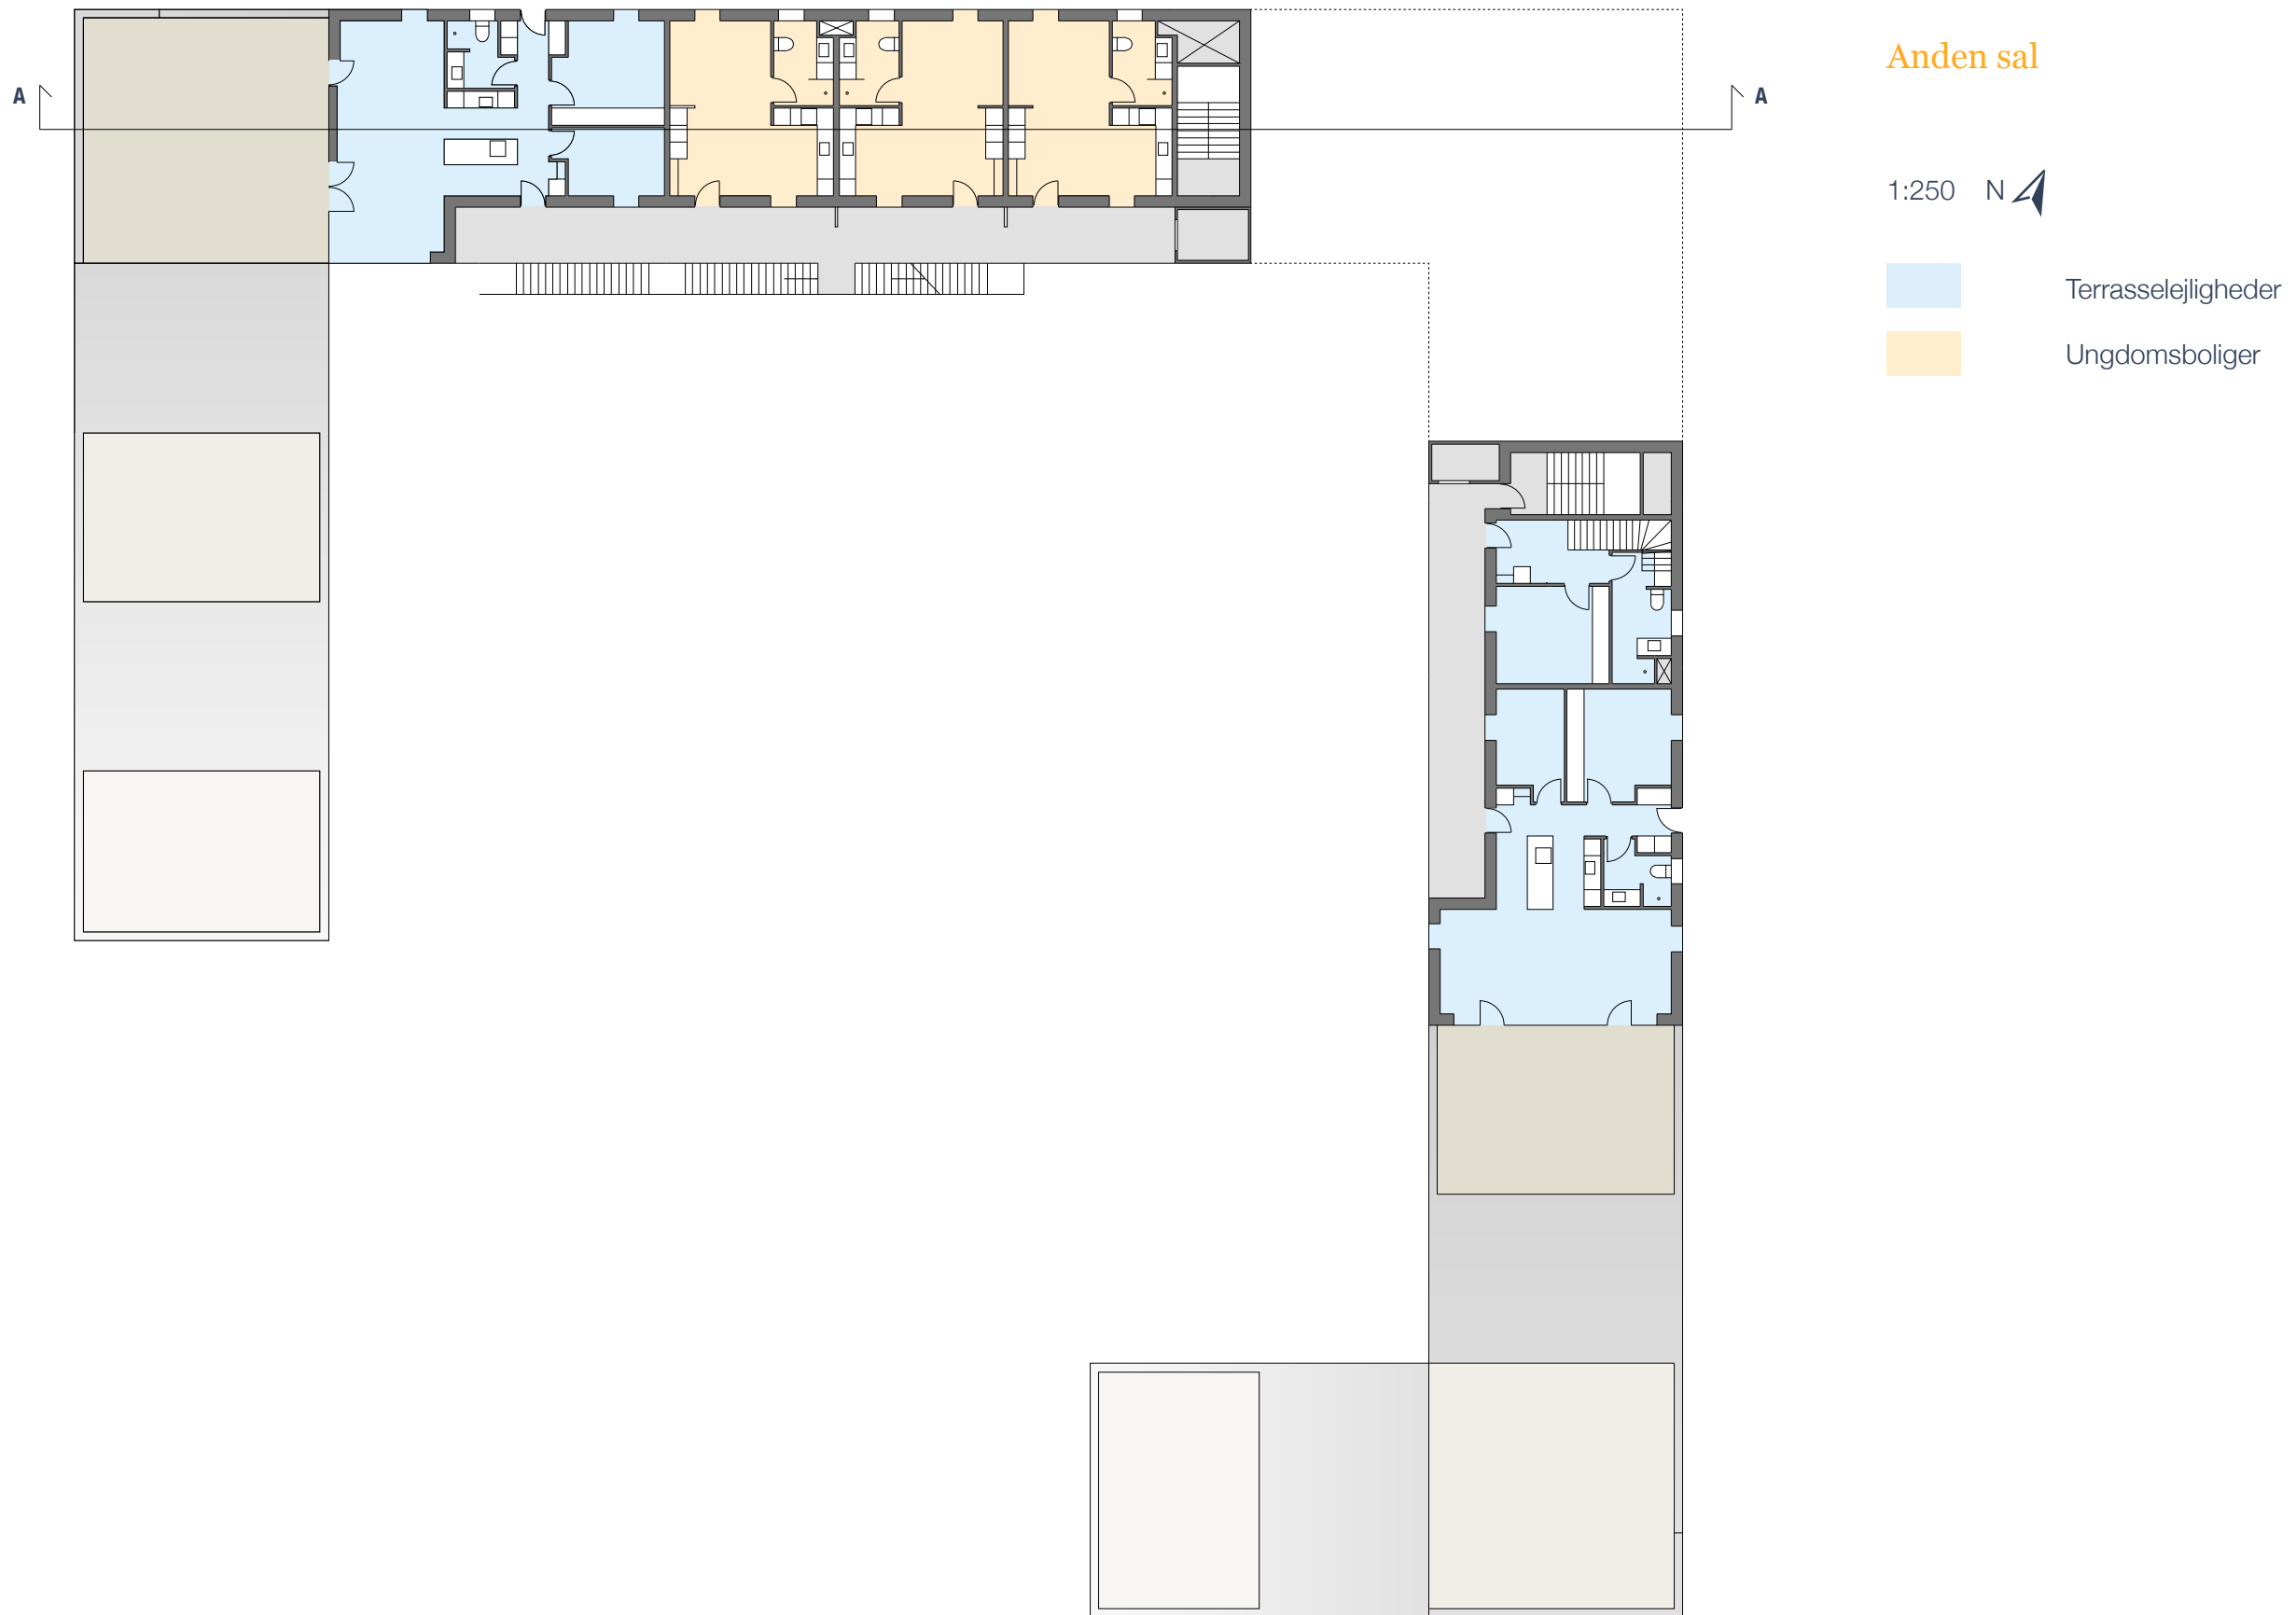 Anden sal
A
A
1:250 N
Terrasselejligheder
Ungdomsboliger